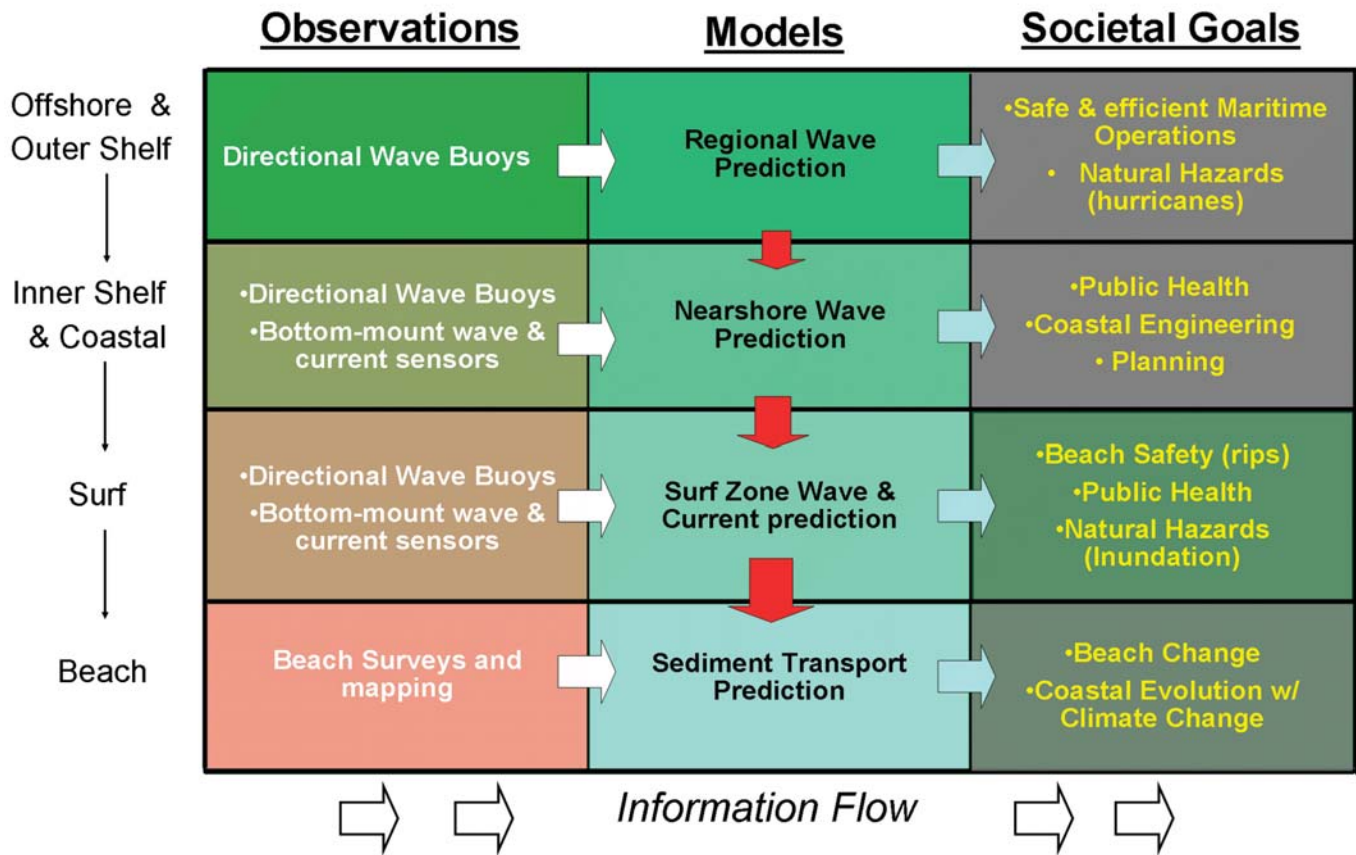 Observations
Models
Societal Goals
Offshore &
Outer Shelf
Directional Wave Buoys
Regional Wave
Prediction
•Safe & efficient Maritime
Operations
• Natural Hazards
(hurricanes)
Inner Shelf
& Coastal
•Directional Wave Buoys
•Bottom-mount wave &
current sensors
Nearshore Wave
Prediction
•Public Health
•Coastal Engineering
• Planning
Surf
•Directional Wave Buoys
•Bottom-mount wave &
current sensors
Surf Zone Wave &
Current prediction
•Beach Safety (rips)
•Public Health
•Natural Hazards
(Inundation)
Beach
Beach Surveys and
mapping
Sediment Transport
Prediction
•Beach Change
•Coastal Evolution w/
Climate Change
Information Flow